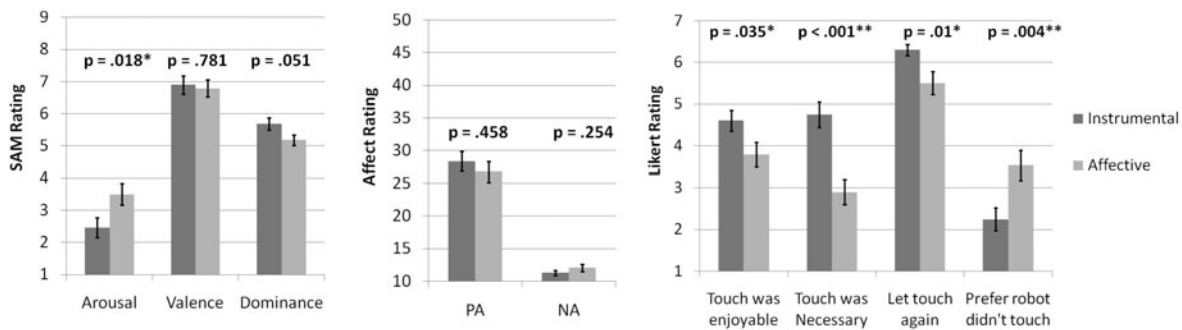 9
8
7
6
5
4
3
2
1
SAM Rating
p = .018* p = .781 p = .051
Arousal Valence Dominance
50
45
40
35
30
25
20
15
10
Affect Rating
p = .458 p = .254
PA NA
7
6
5
4
3
2
1
Likert Rating
p = .035* p < .001** p = .01* p = .004**
Touch was enjoyable
Touch was Necessary
Let touch again
Prefer robot didn't touch
Instrumental
Affective